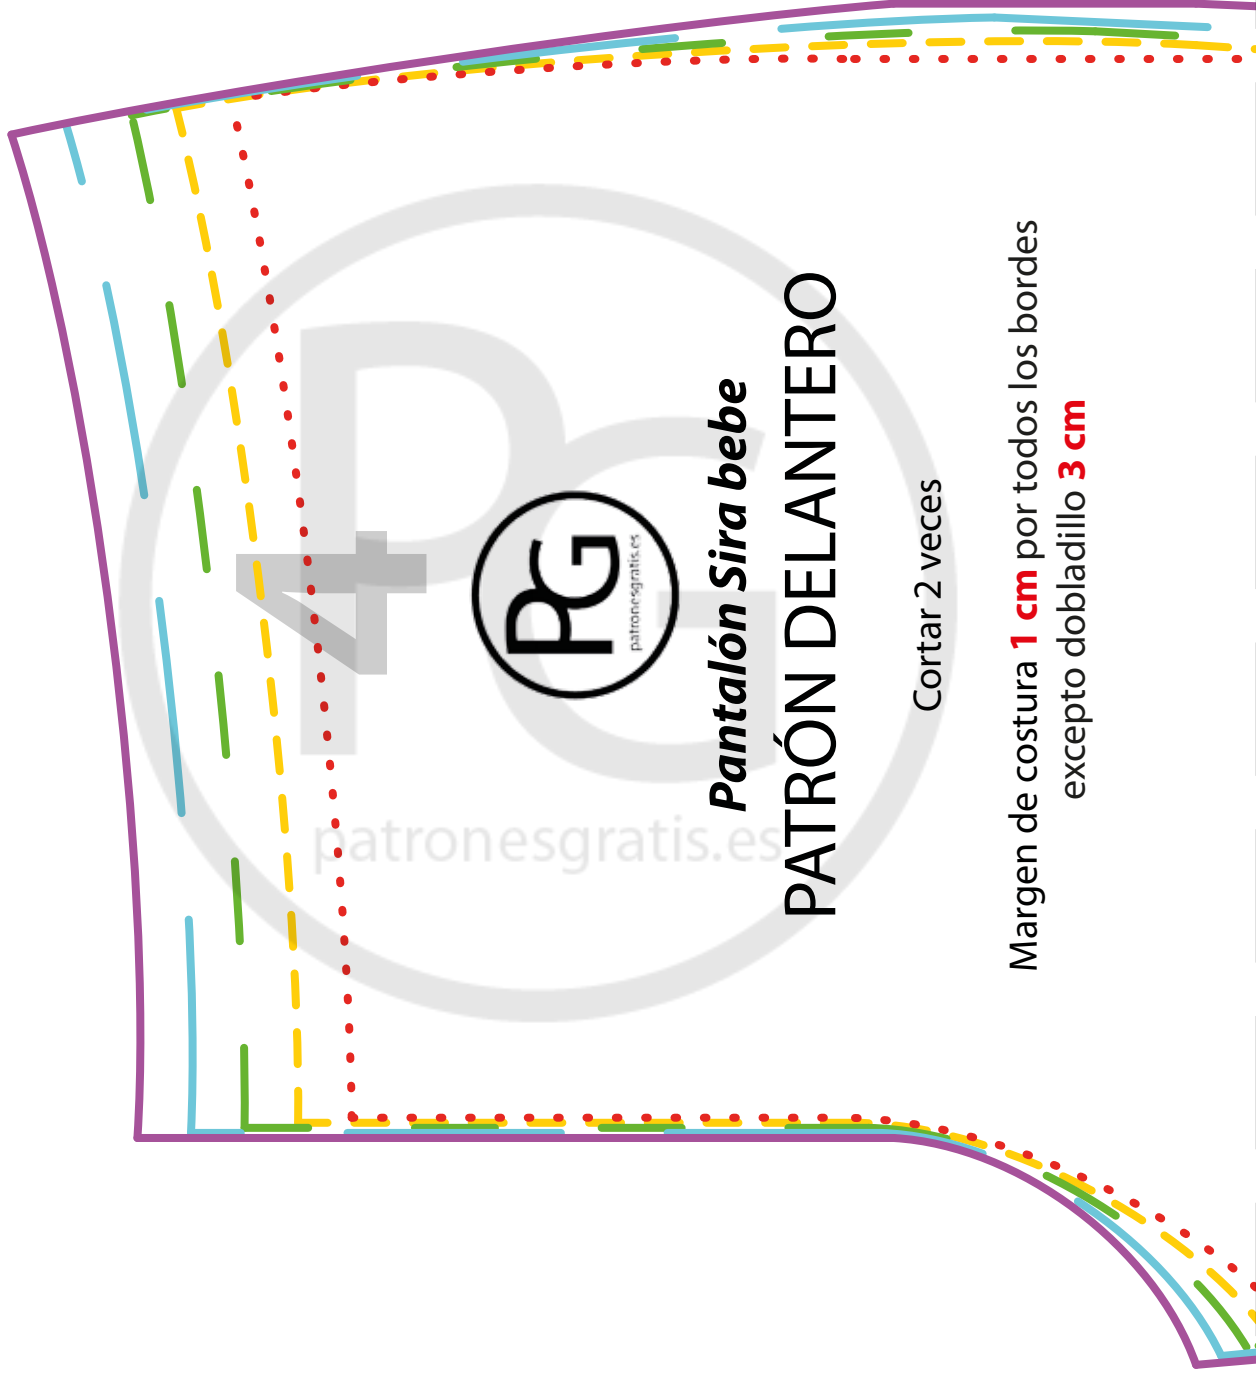 4
PG
patronesgratis.es
PG
patronesgratis.es
Pantalón Sira bebe
PATRÓN DELANTERO
Cortar 2 veces
Margen de costura 1 cm por todos los bordes
excepto dobladillo 3 cm